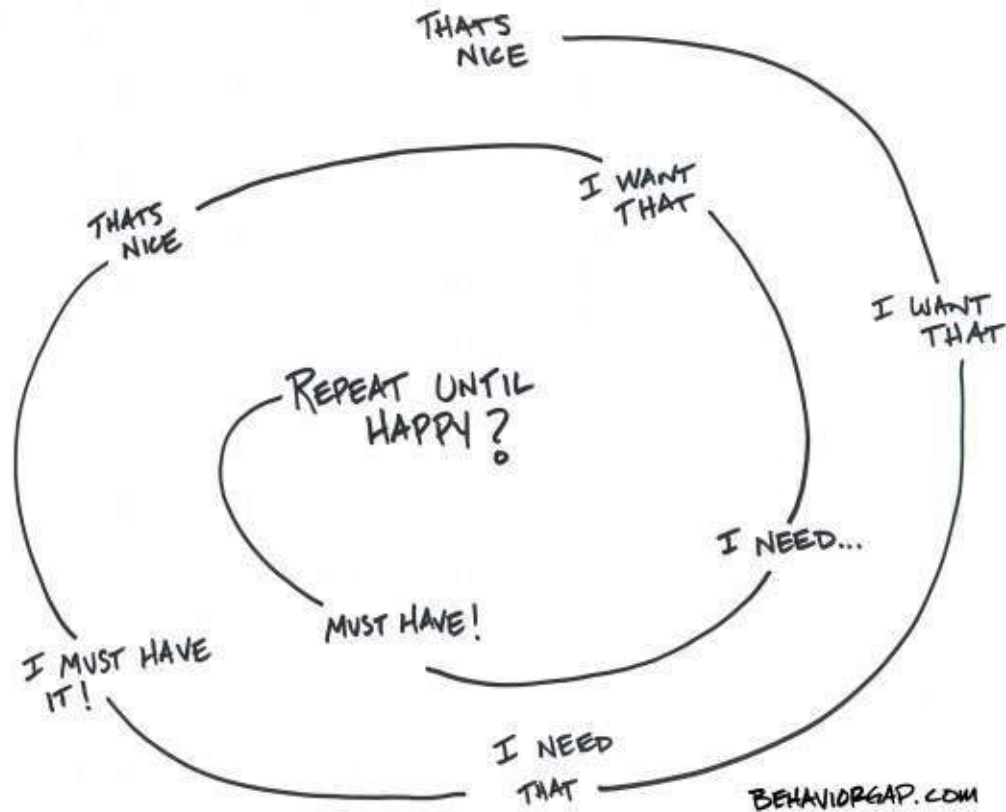 THATS
NICE
I WANT
THAT
I NEED
THAT
I MUST HAVE
IT!
THATS
NICE
I WANT
THAT
I NEED...
MUST HAVE!
REPEAT UNTIL
HAPPY?
BEHAVIORGAP.COM